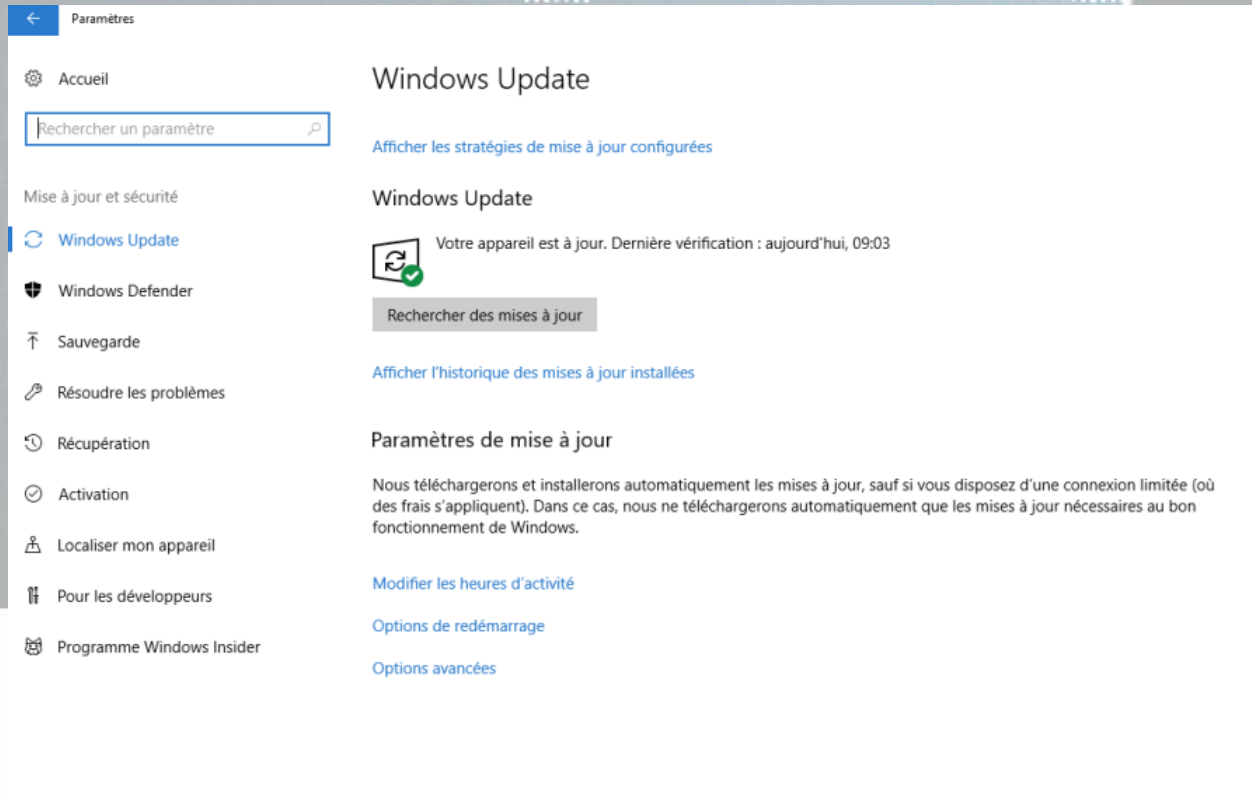 Paramètres
Accueil
Rechercher un paramètre
Mise à jour et sécurité
Windows Update
Windows Defender
Sauvegarde
Résoudre les problèmes
Récupération
Activation
Localiser mon appareil
Pour les développeurs
Programme Windows Insider
Windows Update
Afficher les stratégies de mise à jour configurées
Windows Update
Votre appareil est à jour. Dernière vérification : aujourd'hui, 09:03
Rechercher des mises à jour
Afficher l'historique des mises à jour installées
Paramètres de mise à jour
Nous téléchargerons et installerons automatiquement les mises à jour, sauf si vous disposez d'une connexion limitée (où
des frais s'appliquent). Dans ce cas, nous ne téléchargerons automatiquement que les mises à jour nécessaires au bon
fonctionnement de Windows.
Modifier les heures d'activité
Options de redémarrage
Options avancées